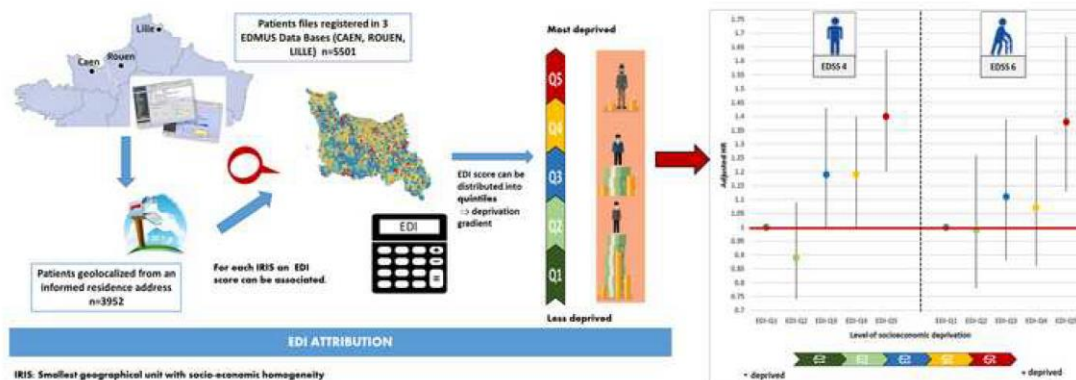 Lille
Caen
Rouen
Patients files registered in 3
EDMUS Data Bases (CAEN, ROUEN,
LILLE) n=5501
Patients geolocalized from an
informed residence address
n=3952
For each IRIS an EDI
score can be associated.
EDI
EDI score can be
distributed into
quintiles
⇨ deprivation
gradient
Most deprived
Q5
Q4
Q3
Q2
Q1
Less deprived
EDI ATTRIBUTION
IRIS: Smallest geographical unit with socio-economic homogeneity
EDSS 4
EDSS 6
Adjusted HR
1.75
1.7
1.65
1.6
1.55
1.5
1.45
1.4
1.35
1.3
1.25
1.2
1.15
1.1
1.05
1
0.95
0.9
0.85
0.8
0.75
0.7
EDI-Q1
EDI-Q2
EDI-Q3
EDI-Q4
EDI-Q5
EDI-Q1
EDI-Q2
EDI-Q3
EDI-Q4
EDI-Q5
Level of socioeconomic deprivation
Q1
Q2
Q3
Q4
Q5
- deprived
+ deprived